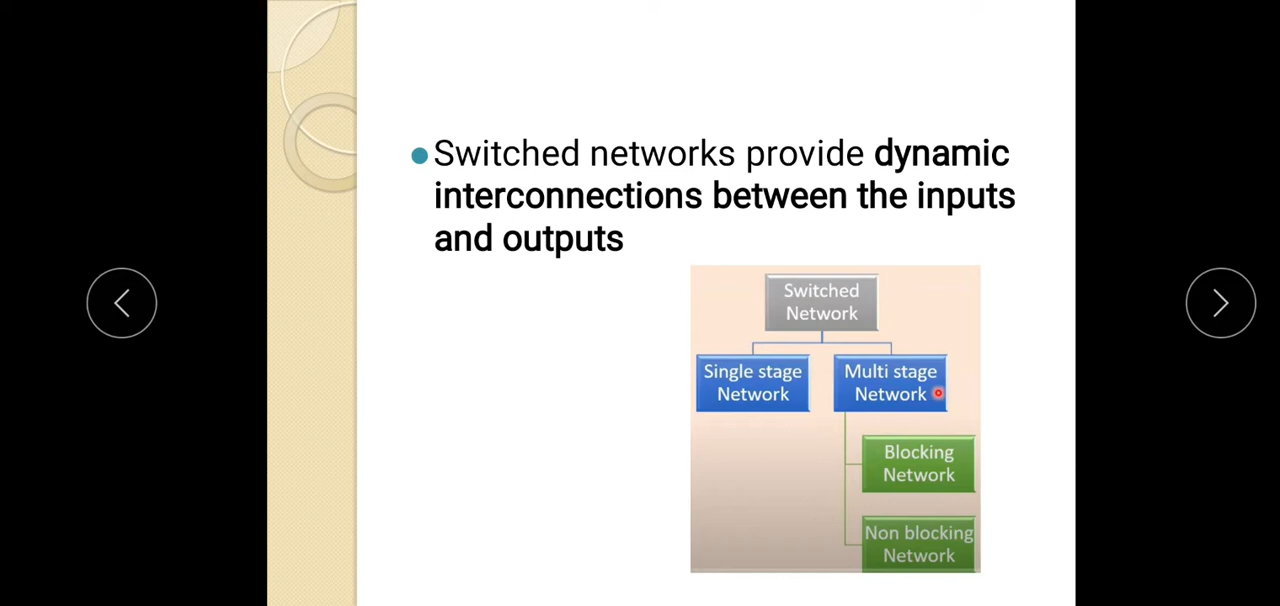 Switched networks provide dynamic
interconnections between the inputs
and outputs
Switched
Network
Single stage
Network
Multi stage
Network
Blocking
Network
Non blocking
Network